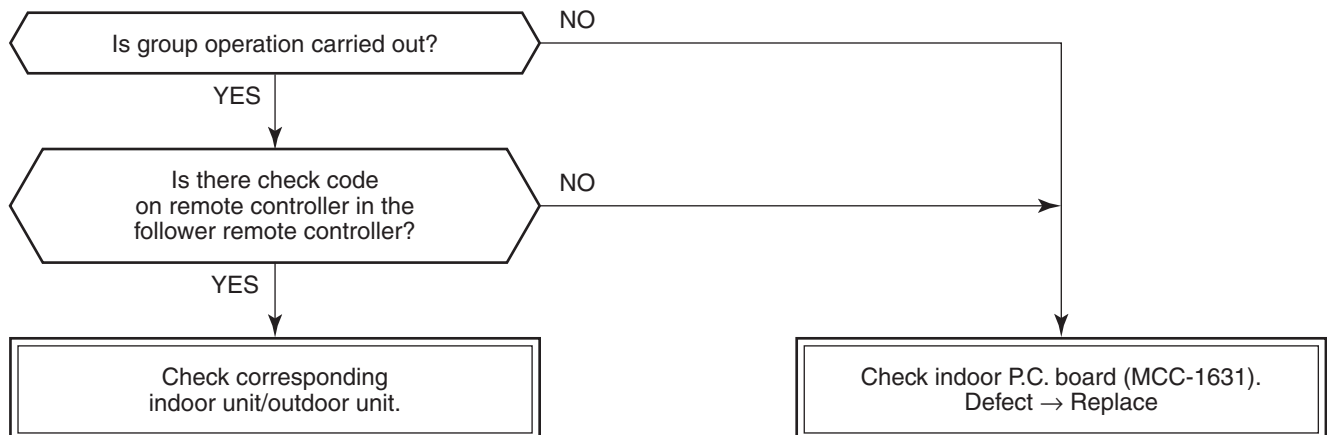 Is group operation carried out?
NO
YES
Is there check code
on remote controller in the
follower remote controller?
NO
YES
Check corresponding
indoor unit/outdoor unit.
Check indoor P.C. board (MCC-1631).
Defect → Replace